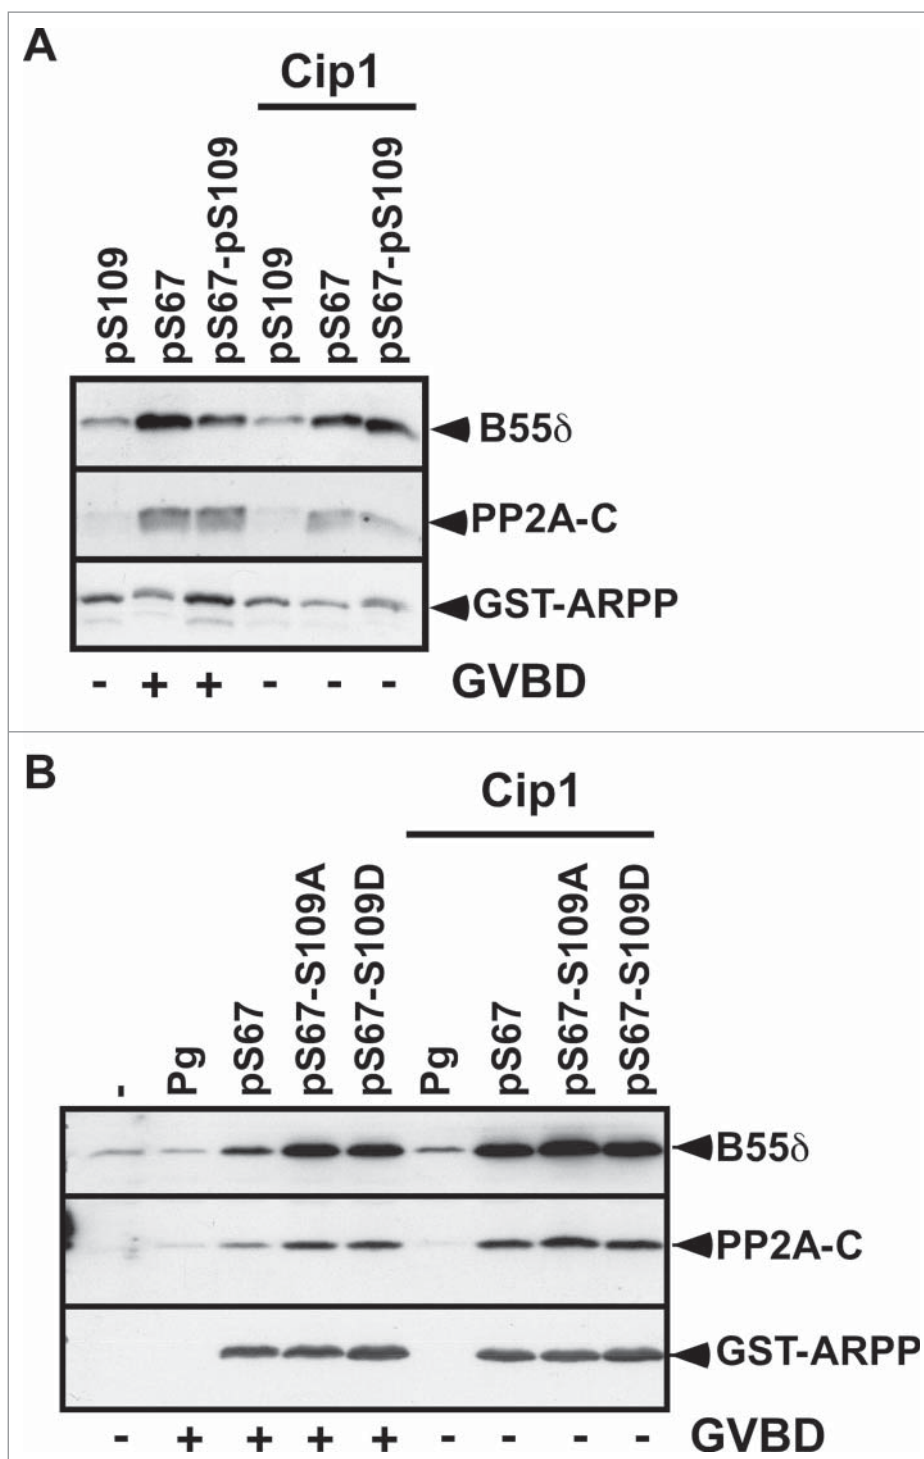 A
Cip1
pS109 pS67 pS67-pS109 pS109 pS67 pS67-pS109
B55δ
PP2A-C
GST-ARPP
- + + - - - GVBD
B
Cip1
- Pg pS67 pS67-S109A pS67-S109D Pg pS67 pS67-S109A pS67-S109D
B55δ
PP2A-C
GST-ARPP
- + + + + - - - - GVBD